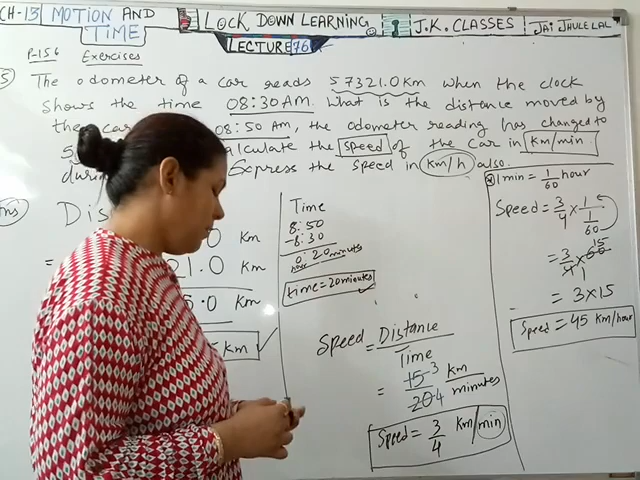 CH-13 MOTION AND TIME
LOCK DOWN LEARNING
J.K. CLASSES
JAI JHULELAL
LECTURE 76
P-156 Exercises
The odometer of a car reads 57321.0 Km when the clock
shows the time 08:30 AM. What is the distance moved by
the car 08:50 AM, the odometer reading has changed to
calculate the speed of the car in km/min.
Express the speed in km/h also.
Ans Dis
0 Km
= 21.0 Km
5.0 Km
= Km
Time
8:50
-8:30
0:20 minutes
hour
time = 20 minutes
Speed = Distance
Time
= 15 3 km
20 4 minutes
Speed = 3/4 km/min
1 min = 1/60 hour
Speed = 3/4 × 1/1/60
= 3/4 × 60 15
1
= 3×15
Speed = 45 km/hour